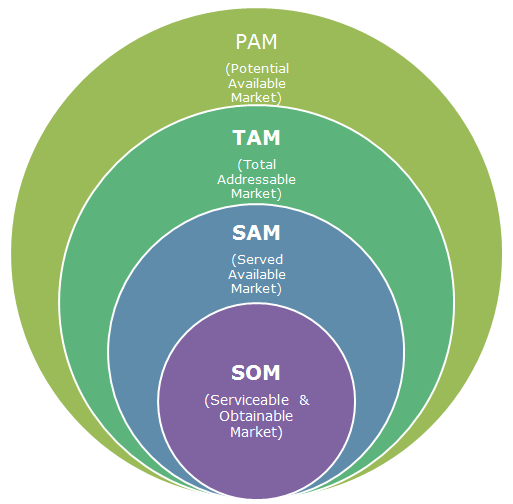 PAM
(Potential
Available
Market)
TAM
(Total
Addressable
Market)
SAM
(Served
Available
Market)
SOM
(Serviceable & 
Obtainable
Market)